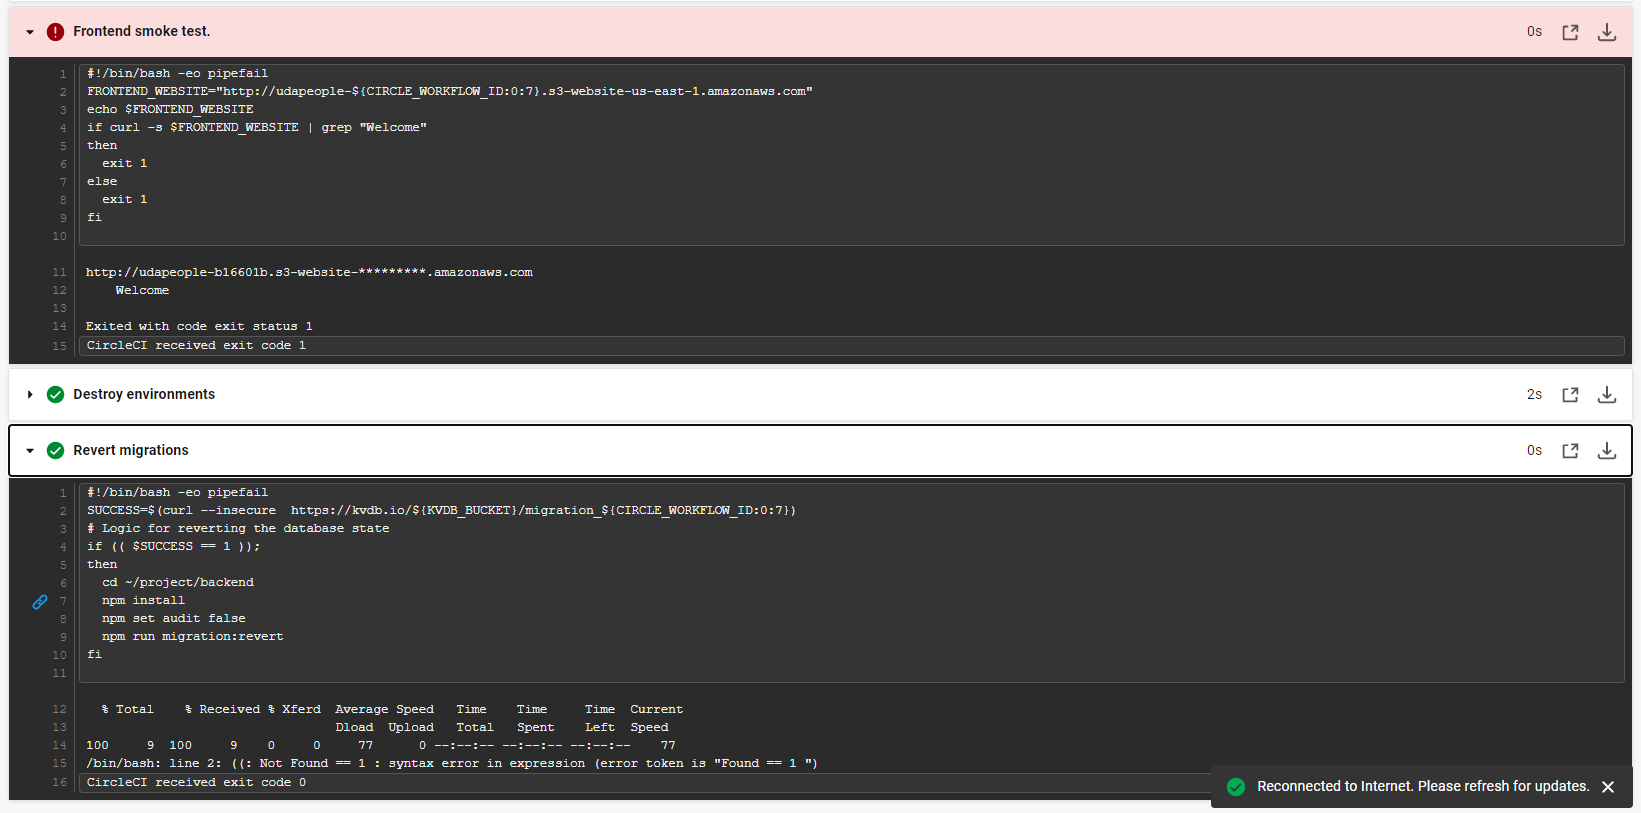 Frontend smoke test.
0s
1 #!/bin/bash -eo pipefail
2 FRONTEND_WEBSITE="http://udapeople-${CIRCLE_WORKFLOW_ID:0:7}.s3-website-us-east-1.amazonaws.com"
3 echo $FRONTEND_WEBSITE
4 if curl -s $FRONTEND_WEBSITE | grep "Welcome"
5 then
6   exit 1
7 else
8   exit 1
9 fi
10
11 http://udapeople-b16601b.s3-website-*********.amazonaws.com
12     Welcome
13
14 Exited with code exit status 1
15 CircleCI received exit code 1
Destroy environments
2s
Revert migrations
0s
1 #!/bin/bash -eo pipefail
2 SUCCESS=$(curl --insecure  https://kvdb.io/${KVDB_BUCKET}/migration_${CIRCLE_WORKFLOW_ID:0:7})
3 # Logic for reverting the database state
4 if (( $SUCCESS == 1 ));
5 then
6   cd ~/project/backend
7   npm install
8   npm set audit false
9   npm run migration:revert
10 fi
11
12   % Total    % Received % Xferd  Average Speed   Time    Time     Time  Current
13                                  Dload  Upload   Total   Spent    Left  Speed
14 100     9  100     9    0     0     77      0 --:--:-- --:--:-- --:--:--    77
15 /bin/bash: line 2: ((: Not Found == 1 : syntax error in expression (error token is "Found == 1 ")
16 CircleCI received exit code 0
Reconnected to Internet. Please refresh for updates.